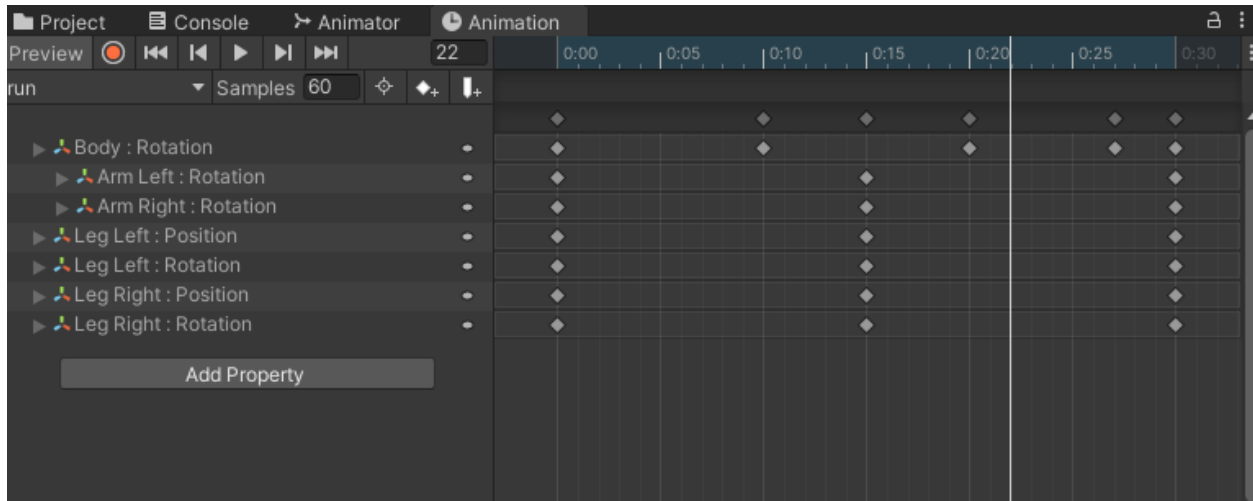 Project Console Animator Animation
Preview 22 0:00 0:05 0:10 0:15 0:20 0:25 0:30
run Samples 60
Body : Rotation
Arm Left : Rotation
Arm Right : Rotation
Leg Left : Position
Leg Left : Rotation
Leg Right : Position
Leg Right : Rotation
Add Property